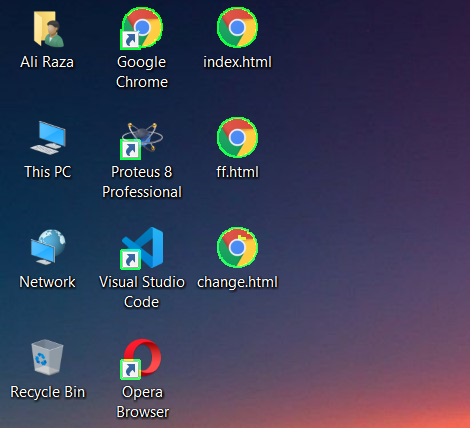 Ali Raza
Google
Chrome
index.html
This PC
Proteus 8
Professional
ff.html
Network
Visual Studio
Code
change.html
Recycle Bin
Opera
Browser